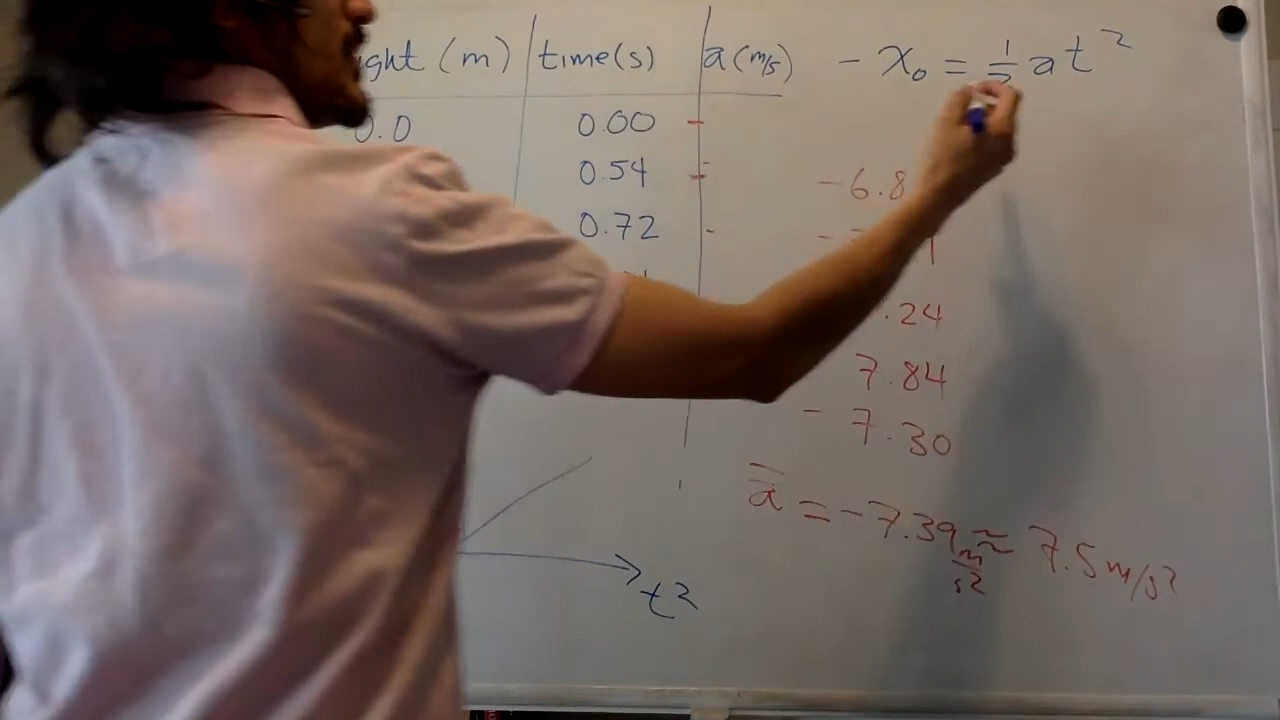 (m) time(s) a(m/s) - x₀ = ½ a t²
0.0 0.00
0.54 -6.8
0.72
.24
7.84
- 7.30
a̅ = -7.39 m/s² ≈ 7.5 m/s²
t²